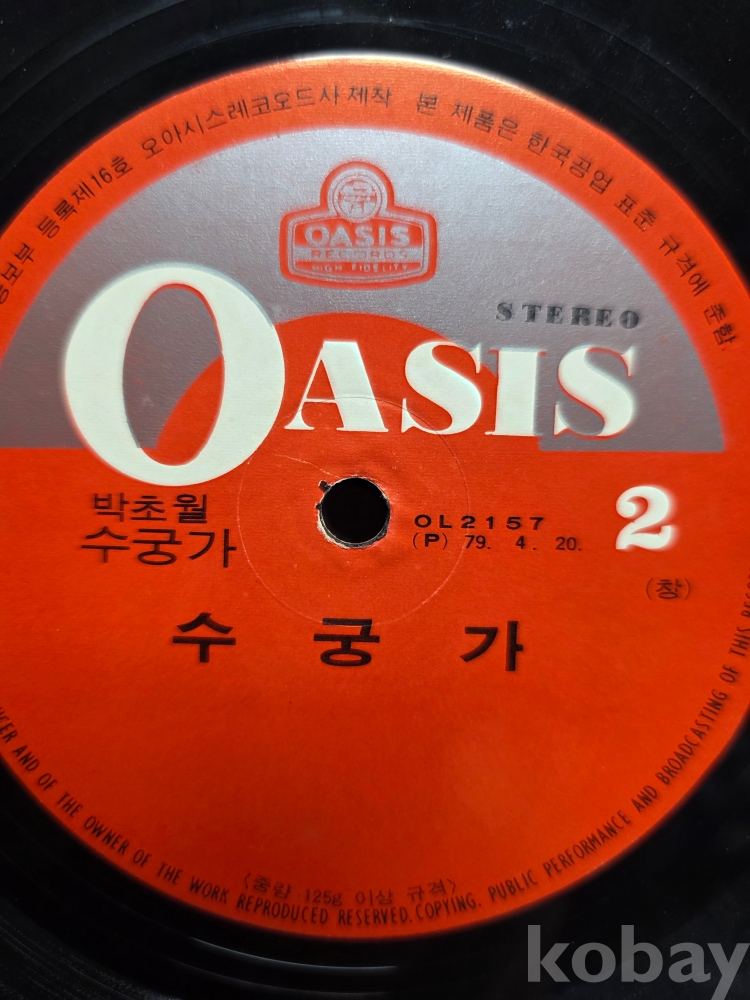 등록제16호 오아시스레코오드사 제작 본 제품은 한국공업 표준 규격에 준함.
OASIS
RECORDS
HIGH FIDELITY
STEREO
OASIS
박초월
수궁가
OL2157
(P) 79. 4. 20.
2
(창)
수 궁 가
<중량 125g 이상 규격>
AND OF THE OWNER OF THE WORK REPRODUCED RESERVED. COPYING. PUBLIC PERFORMANCE AND BROADCASTING OF THIS
kobay